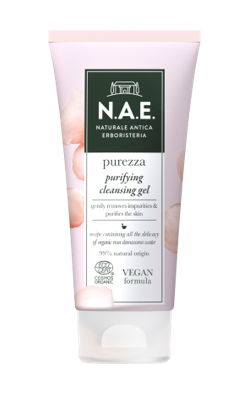 N.A.E.
NATURALE ANTICA
ERBORISTERIA
purezza
purifying
cleansing gel
gently removes impurities &
purifies the skin
recipe containing all the delicacy
of organic rosa damascena water
99% natural origin
COSMOS
ORGANIC
VEGAN
formula